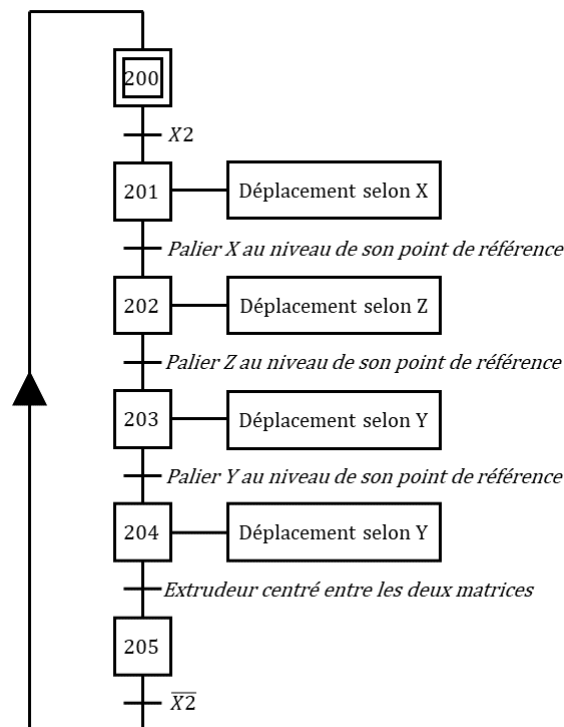 200
X2
201 Déplacement selon X
Palier X au niveau de son point de référence
202 Déplacement selon Z
Palier Z au niveau de son point de référence
203 Déplacement selon Y
Palier Y au niveau de son point de référence
204 Déplacement selon Y
Extrudeur centré entre les deux matrices
205
X̅2̅